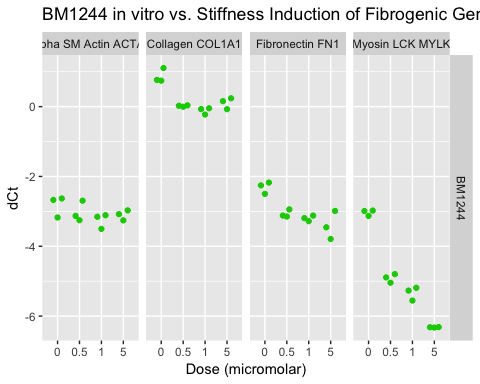 BM1244 in vitro vs. Stiffness Induction of Fibrogenic Gen
pha SM Actin ACTA
Collagen COL1A1
Fibronectin FN1
Myosin LCK MYLK
dCt
0
-2
-4
-6
BM1244
0 0.5 1 5
0 0.5 1 5
0 0.5 1 5
0 0.5 1 5
Dose (micromolar)